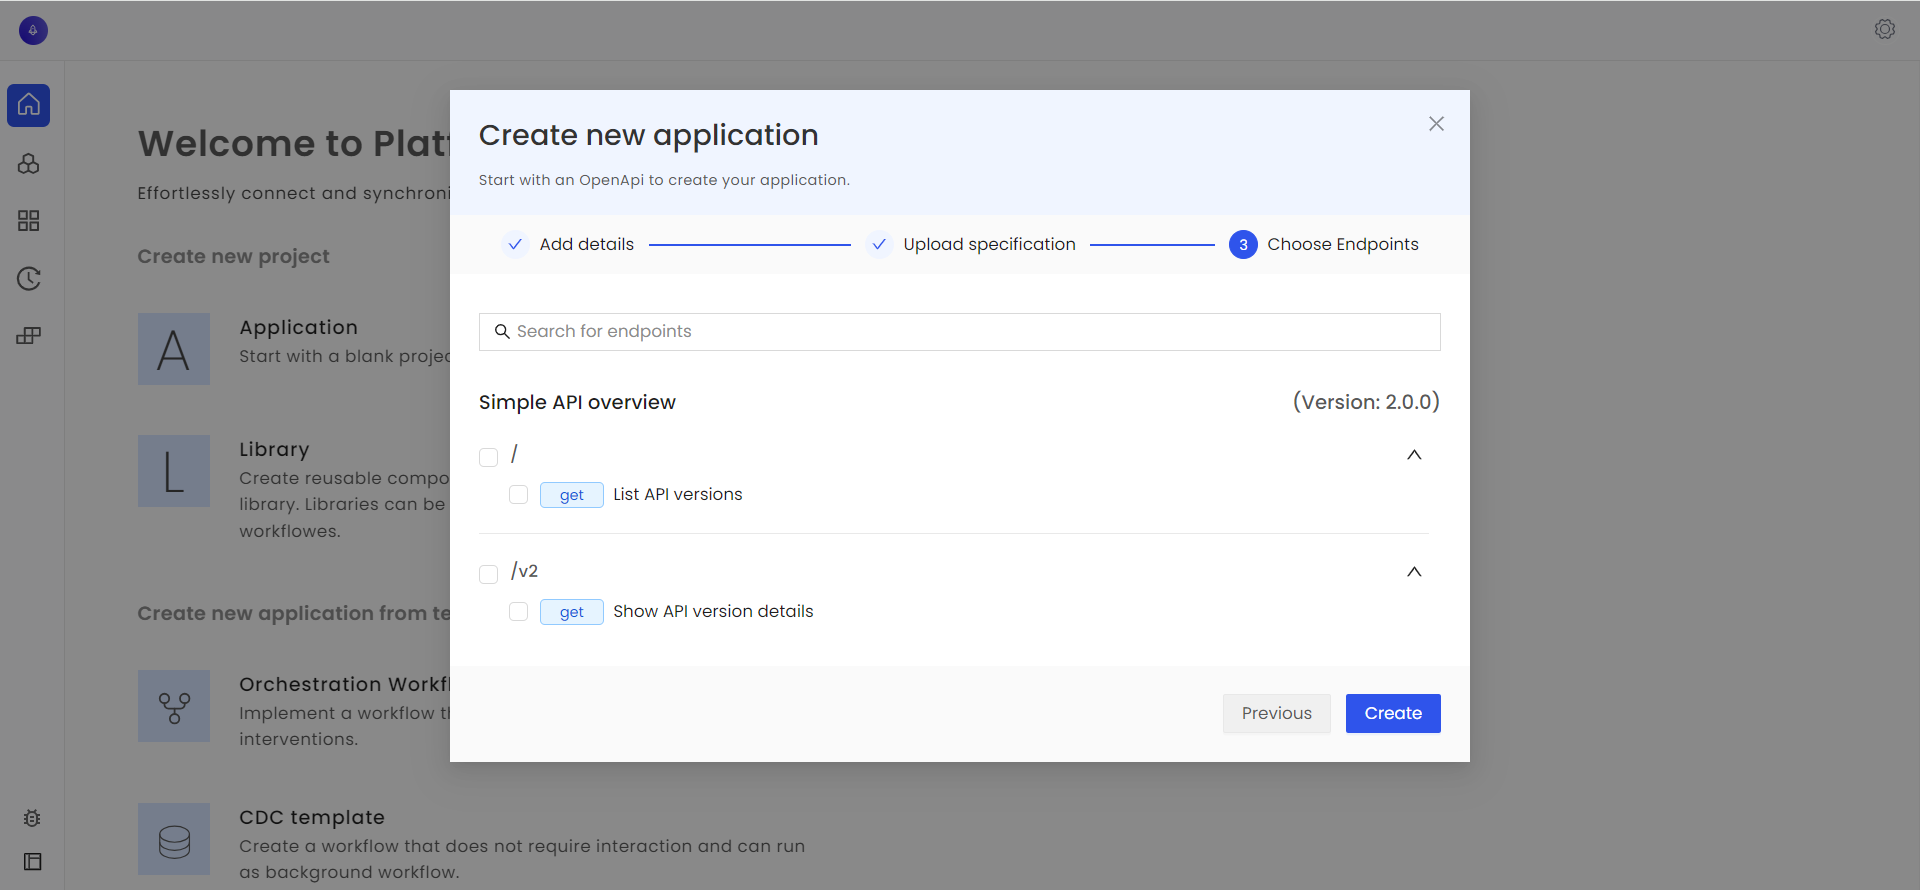 Welcome to Plat
Effortlessly connect and synchroni
Create new project
A
Application
Start with a blank projec
L
Library
Create reusable compo
library. Libraries can be
workflowes.
Create new application from te
Orchestration Workfl
Implement a workflow th
interventions.
CDC template
Create a workflow that does not require interaction and can run
as background workflow.
Create new application
Start with an OpenApi to create your application.
Add details
Upload specification
3 Choose Endpoints
Search for endpoints
Simple API overview (Version: 2.0.0)
/
get List API versions
/v2
get Show API version details
Previous Create